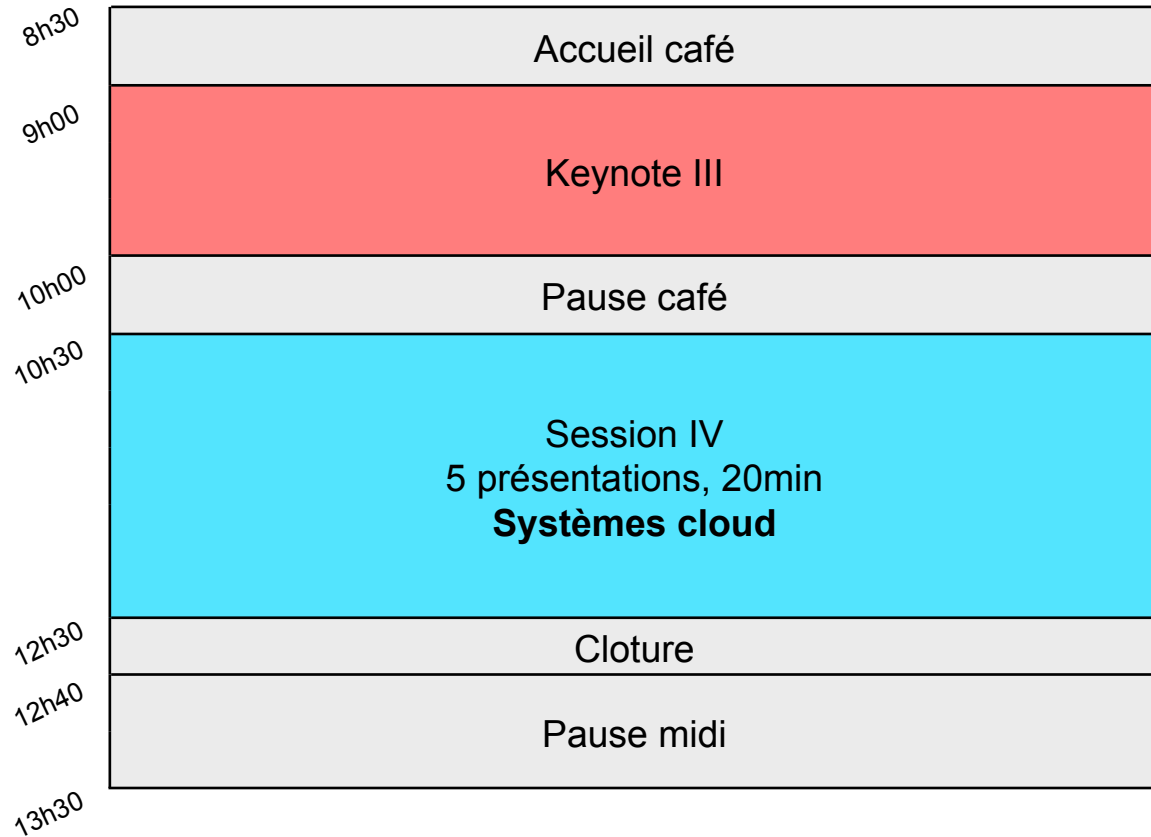 8h30
Accueil café
9h00
Keynote III
10h00
Pause café
10h30
Session IV
5 présentations, 20min
Systèmes cloud
12h30
Cloture
12h40
Pause midi
13h30